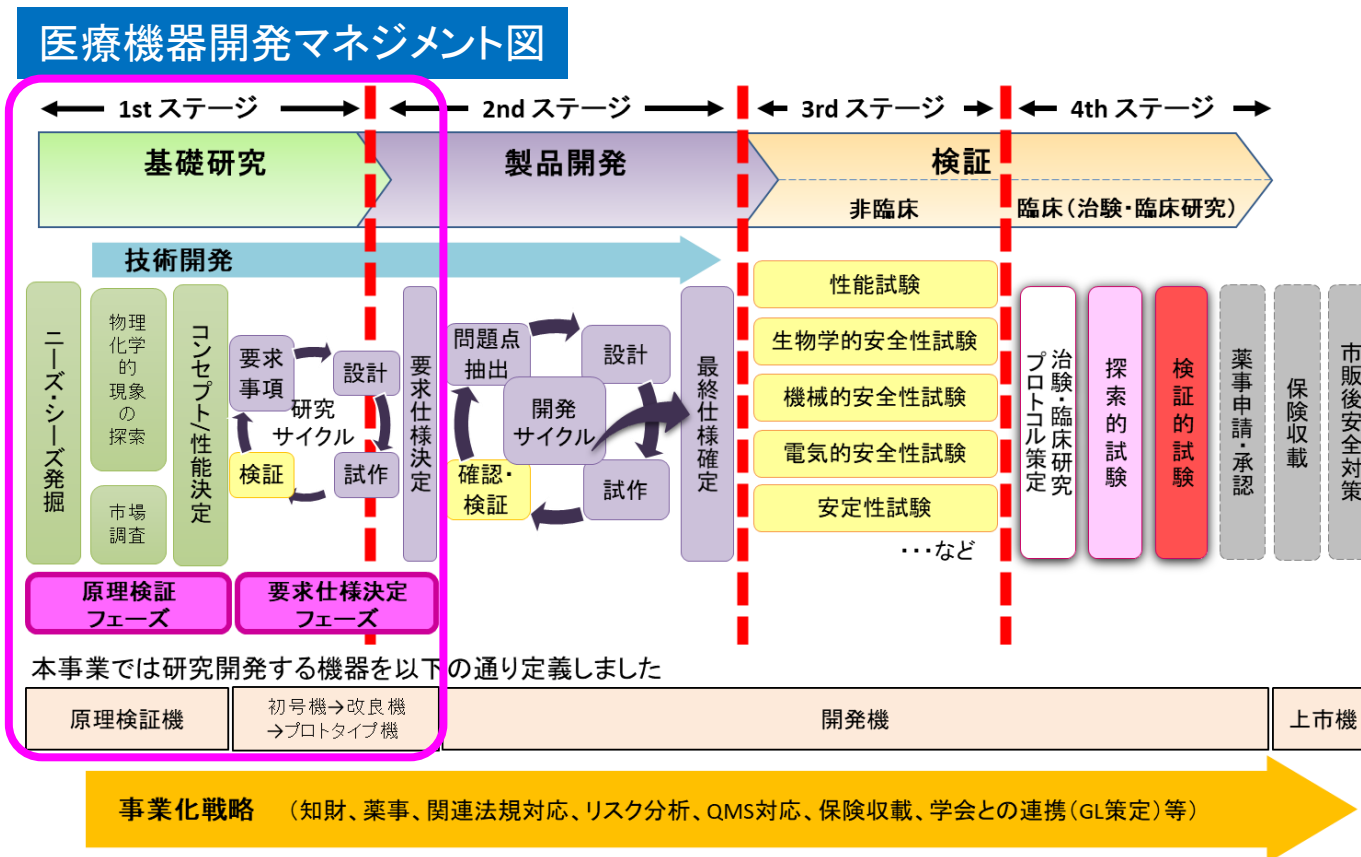 医療機器開発マネジメント図
1st ステージ
2nd ステージ
3rd ステージ
4th ステージ
基礎研究
製品開発
検証
非臨床
臨床(治験・臨床研究)
技術開発
ニーズ・シーズ発掘
物理
化学
的
現象
の
探索
市場
調査
コンセプト/性能決定
要求
事項
設計
研究
サイクル
検証
試作
要求仕様決定
問題点
抽出
設計
開発
サイクル
確認・
検証
試作
最終仕様確定
性能試験
生物学的安全性試験
機械的安全性試験
電気的安全性試験
安定性試験
・・・など
治験・臨床研究
プロトコル策定
探索的試験
検証的試験
薬事申請・承認
保険収載
市販後安全対策
原理検証
フェーズ
要求仕様決定
フェーズ
本事業では研究開発する機器を以下の通り定義しました
原理検証機
初号機→改良機
→プロトタイプ機
開発機
上市機
事業化戦略 (知財、薬事、関連法規対応、リスク分析、QMS対応、保険収載、学会との連携(GL策定)等)